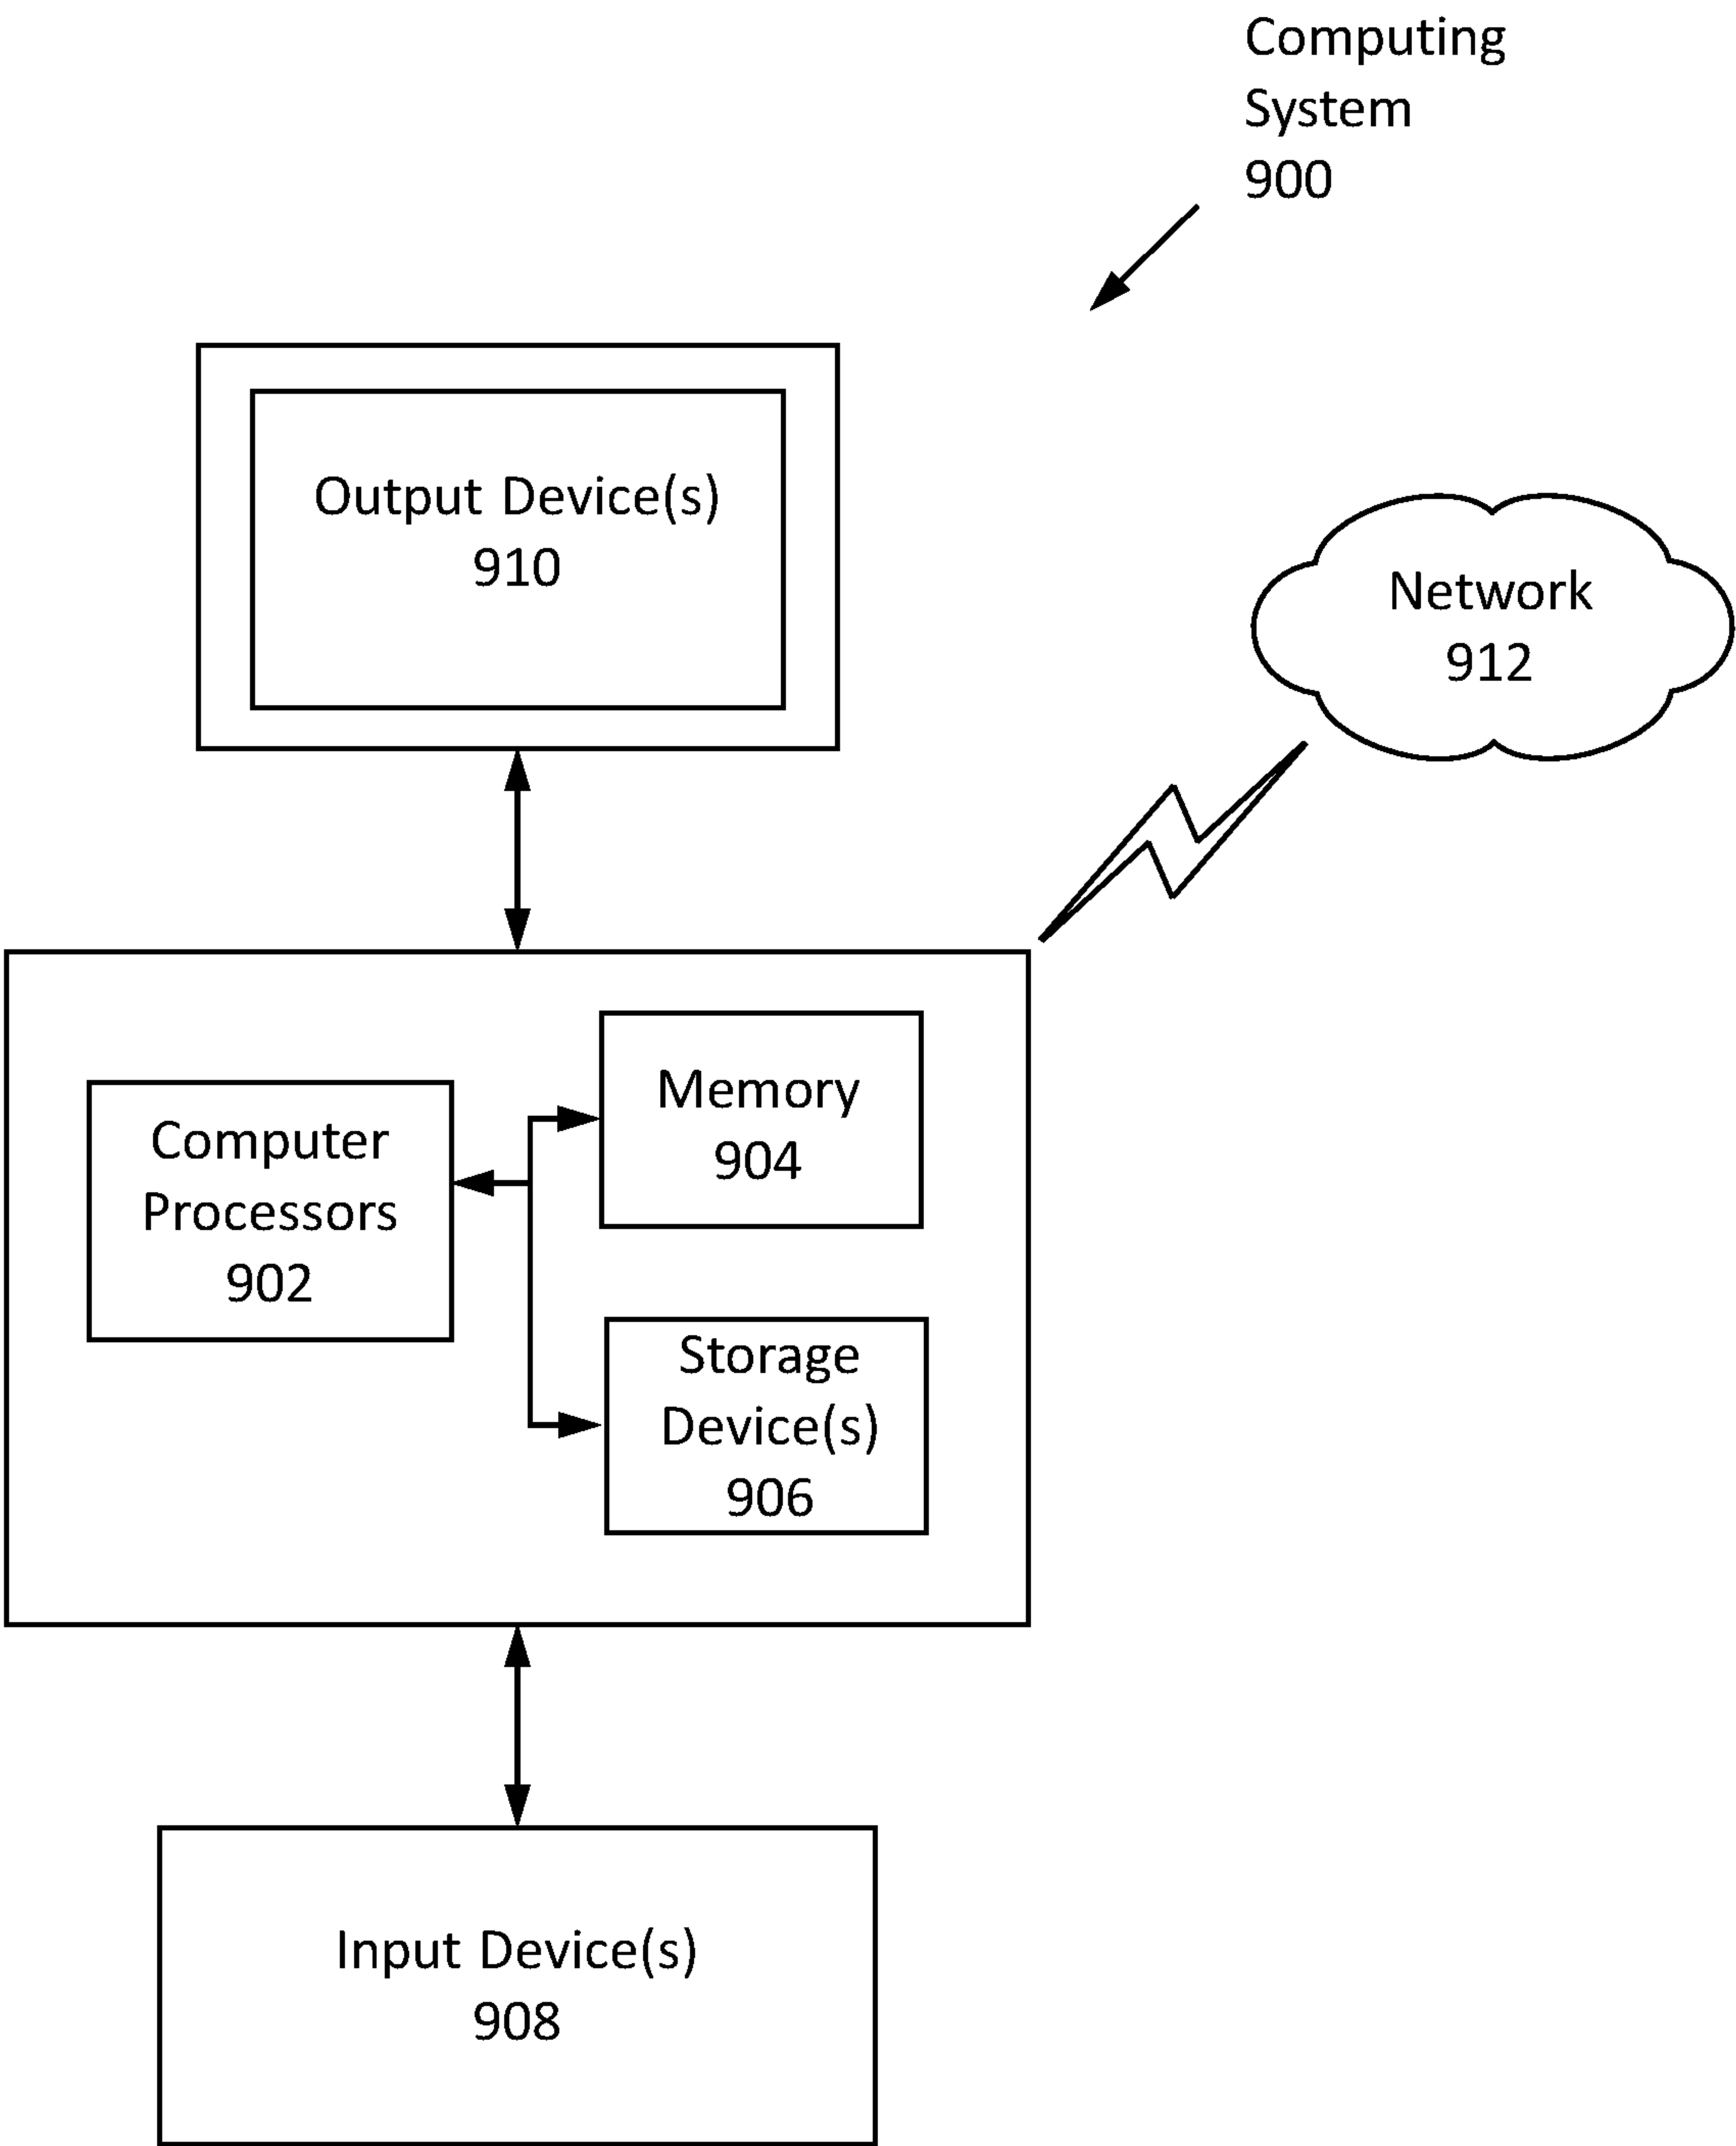 Computing
System
900
Output Device(s)
910
Network
912
Memory
904
Computer
Processors
902
Storage
Device(s)
906
Input Device(s)
908